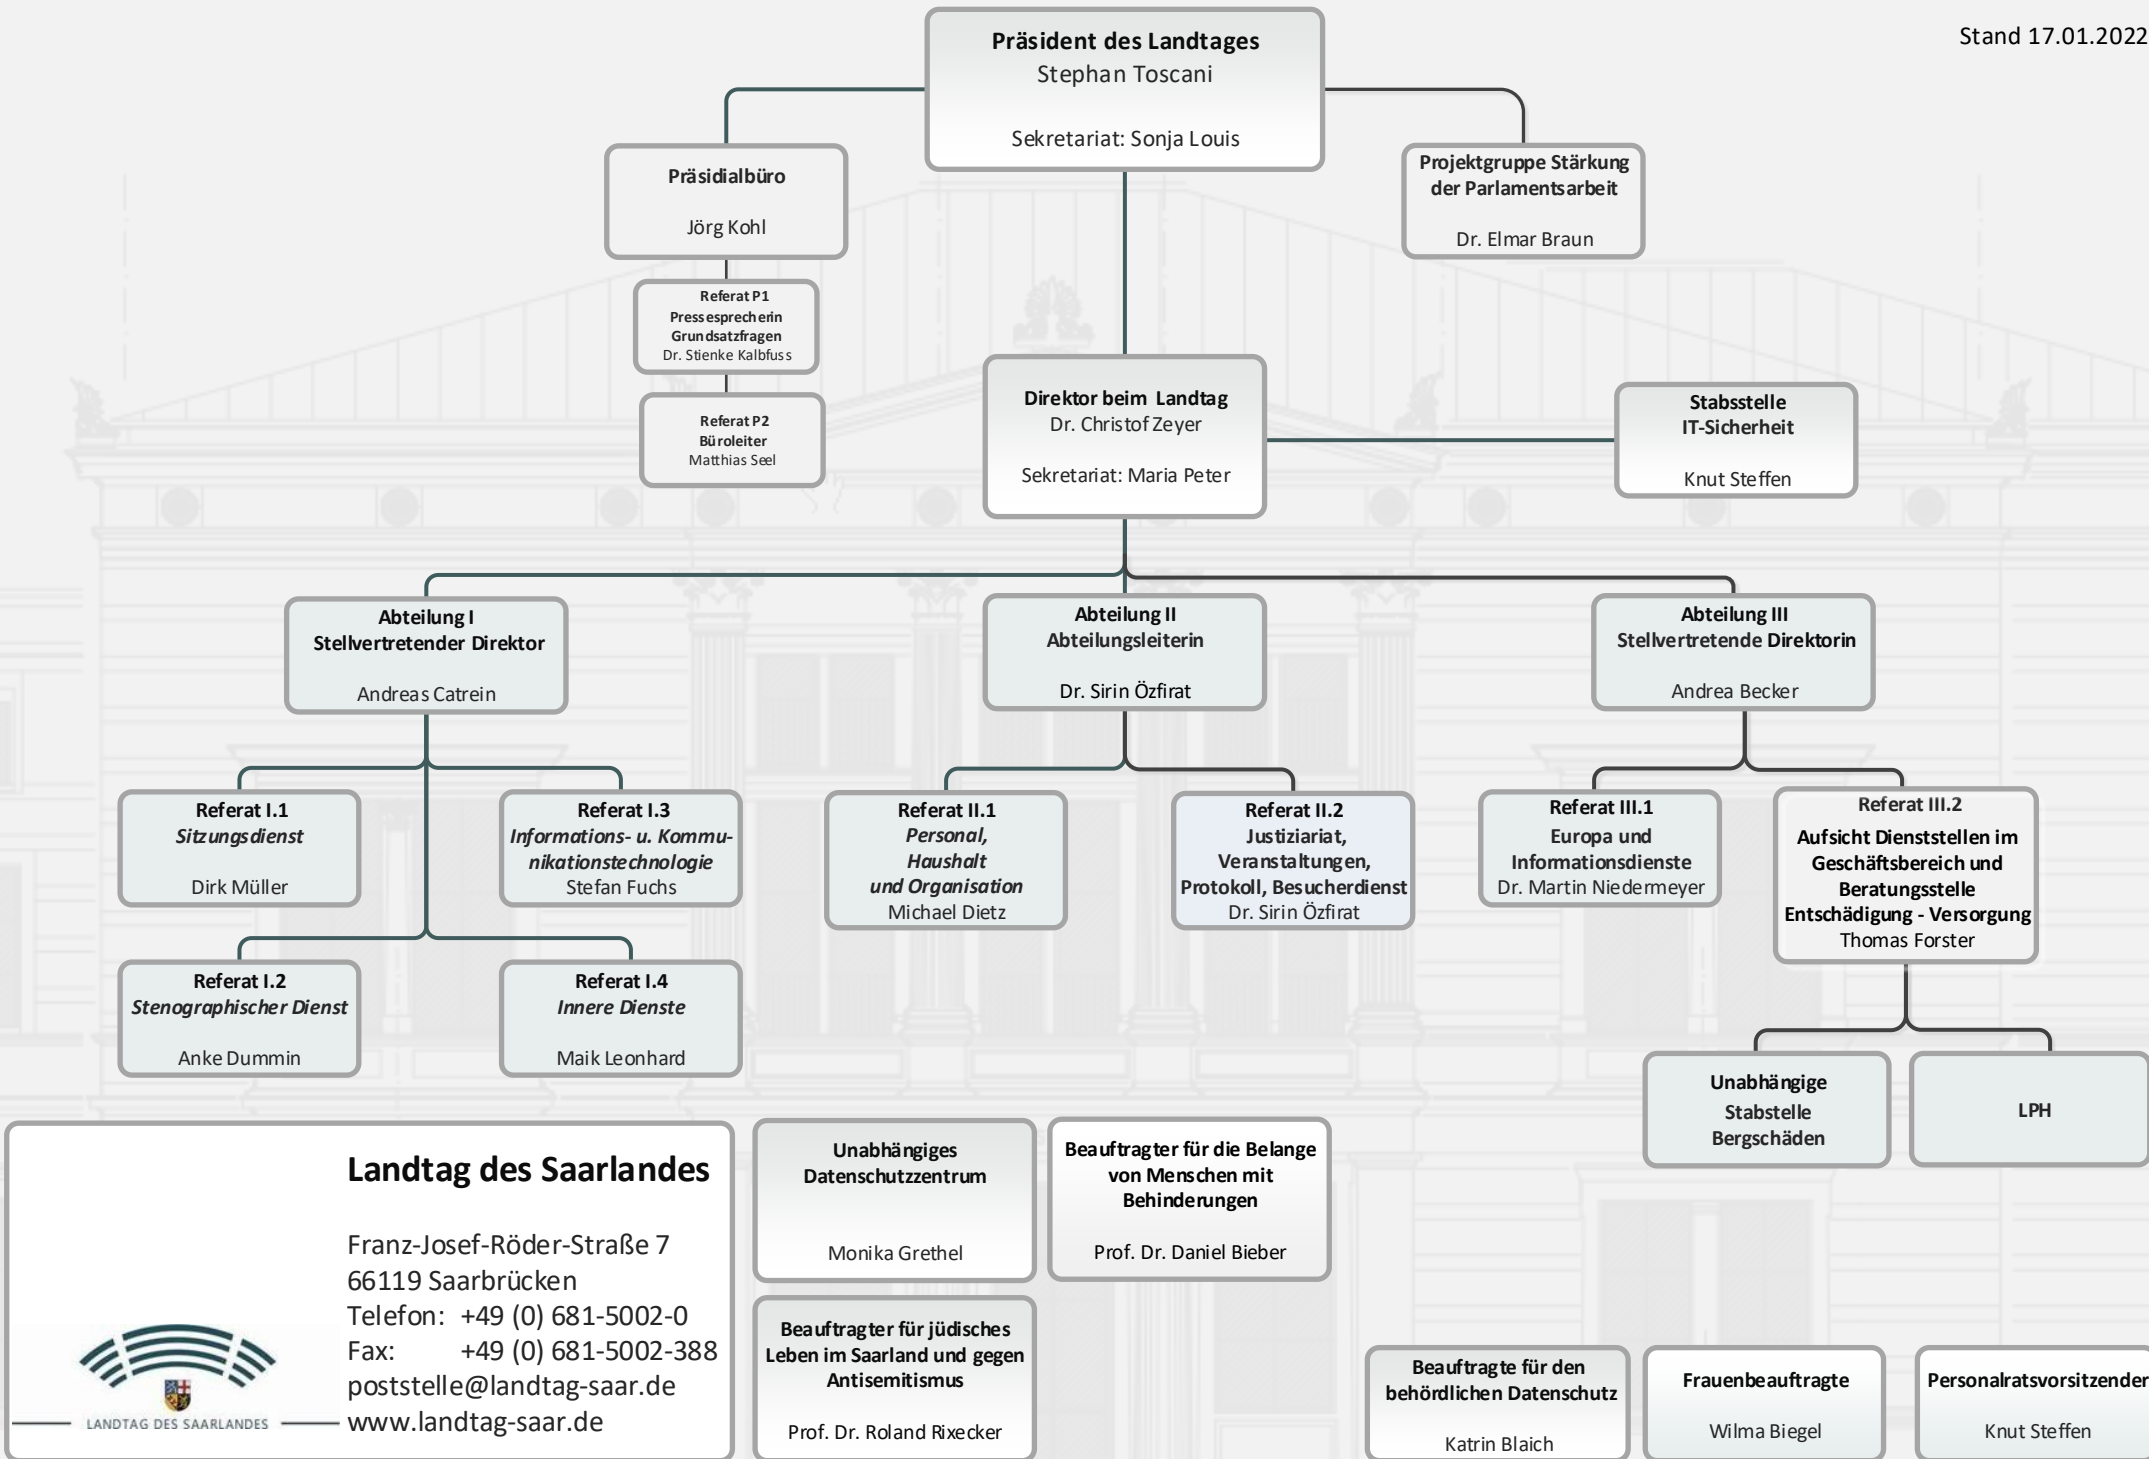 Stand 17.01.2022
Präsident des Landtages
Stephan Toscani
Sekretariat: Sonja Louis
Präsidialbüro
Jörg Kohl
Projektgruppe Stärkung
der Parlamentsarbeit
Dr. Elmar Braun
Referat P1
Pressesprecherin
Grundsatzfragen
Dr. Stienke Kalbfuss
Referat P2
Büroleiter
Matthias Seel
Direktor beim Landtag
Dr. Christof Zeyer
Sekretariat: Maria Peter
Stabsstelle
IT-Sicherheit
Knut Steffen
Abteilung I
Stellvertretender Direktor
Andreas Catrein
Abteilung II
Abteilungsleiterin
Dr. Sirin Özfirat
Abteilung III
Stellvertretende Direktorin
Andrea Becker
Referat I.1
Sitzungsdienst
Dirk Müller
Referat I.3
Informations- u. Kommu-
nikationstechnologie
Stefan Fuchs
Referat II.1
Personal,
Haushalt
und Organisation
Michael Dietz
Referat II.2
Justiziariat,
Veranstaltungen,
Protokoll, Besucherdienst
Dr. Sirin Özfirat
Referat III.1
Europa und
Informationsdienste
Dr. Martin Niedermeyer
Referat III.2
Aufsicht Dienststellen im
Geschäftsbereich und
Beratungsstelle
Entschädigung - Versorgung
Thomas Forster
Referat I.2
Stenographischer Dienst
Anke Dummin
Referat I.4
Innere Dienste
Maik Leonhard
Unabhängige
Stabstelle
Bergschäden
LPH
Landtag des Saarlandes
Franz-Josef-Röder-Straße 7
66119 Saarbrücken
Telefon: +49 (0) 681-5002-0
Fax: +49 (0) 681-5002-388
poststelle@landtag-saar.de
www.landtag-saar.de
LANDTAG DES SAARLANDES
Unabhängiges
Datenschutzzentrum
Monika Grethel
Beauftragter für die Belange
von Menschen mit
Behinderungen
Prof. Dr. Daniel Bieber
Beauftragter für jüdisches
Leben im Saarland und gegen
Antisemitismus
Prof. Dr. Roland Rixecker
Beauftragte für den
behördlichen Datenschutz
Katrin Blaich
Frauenbeauftragte
Wilma Biegel
Personalratsvorsitzender
Knut Steffen